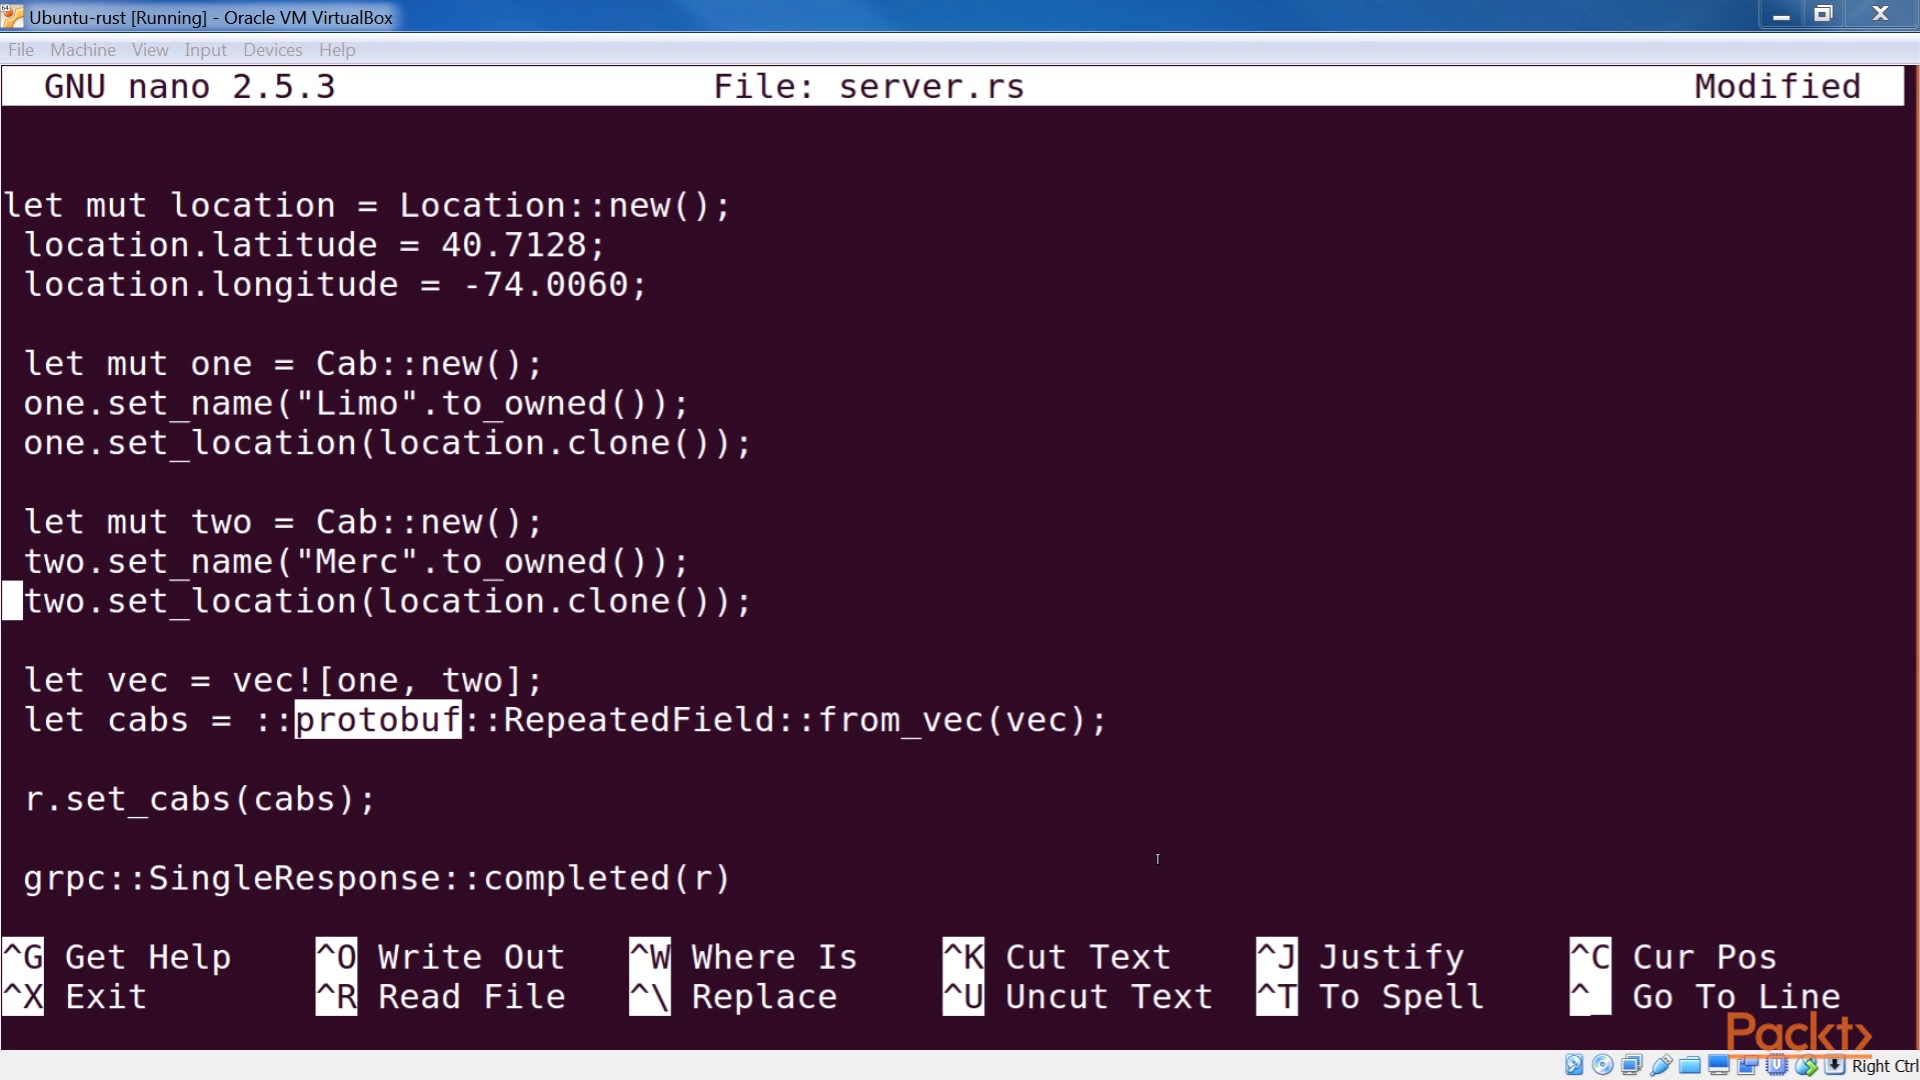 Ubuntu-rust [Running] - Oracle VM VirtualBox
File Machine View Input Devices Help
GNU nano 2.5.3 File: server.rs Modified
let mut location = Location::new();
location.latitude = 40.7128;
location.longitude = -74.0060;
let mut one = Cab::new();
one.set_name("Limo".to_owned());
one.set_location(location.clone());
let mut two = Cab::new();
two.set_name("Merc".to_owned());
two.set_location(location.clone());
let vec = vec![one, two];
let cabs = ::protobuf::RepeatedField::from_vec(vec);
r.set_cabs(cabs);
grpc::SingleResponse::completed(r)
^G Get Help ^O Write Out ^W Where Is ^K Cut Text ^J Justify ^C Cur Pos
^X Exit ^R Read File ^\ Replace ^U Uncut Text ^T To Spell ^_ Go To Line
Packt>
Right Ctrl